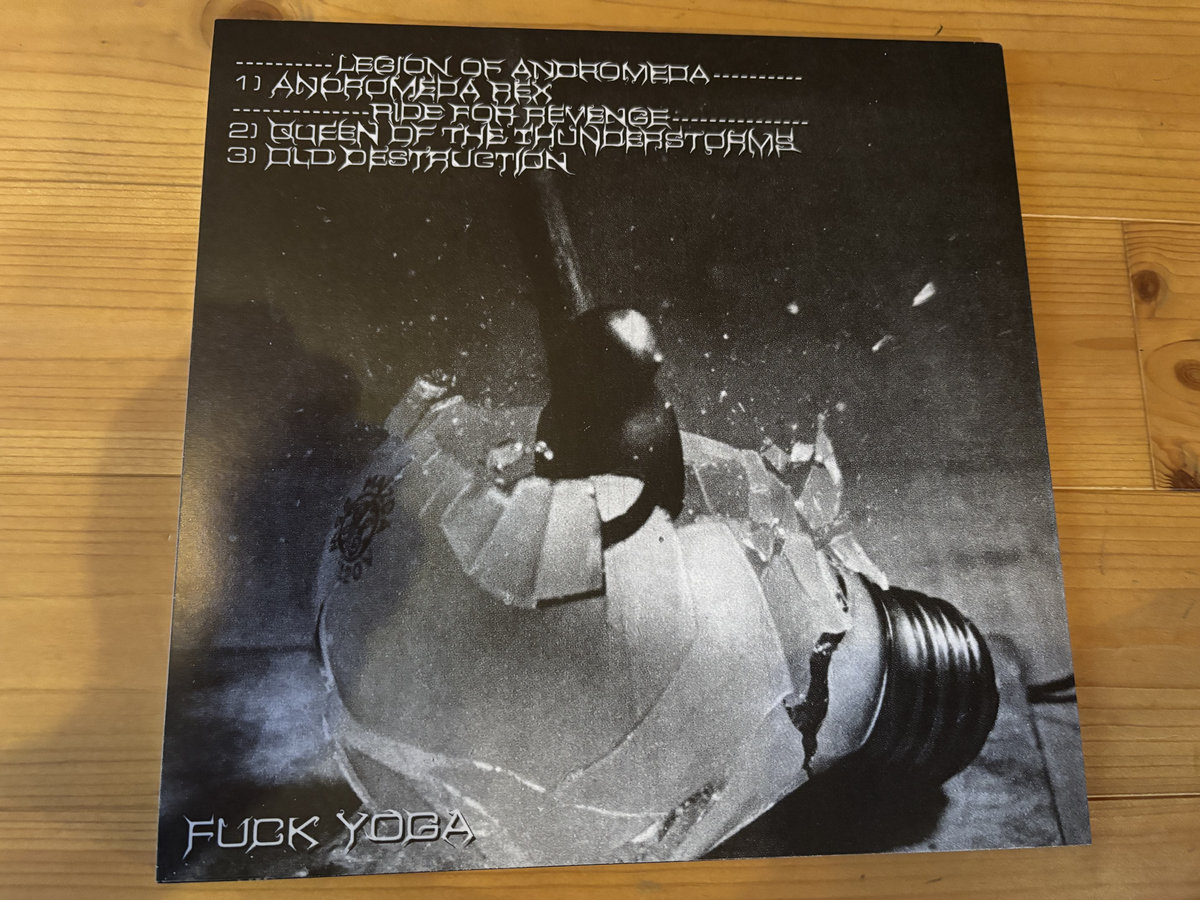 ----------LEGION OF ANDROMEDA----------
1) ANDROMEDA REX
---------------RIDE FOR REVENGE---------------
2) QUEEN OF THE THUNDERSTORMS
3) OLD DESTRUCTION
FUCK YOGA